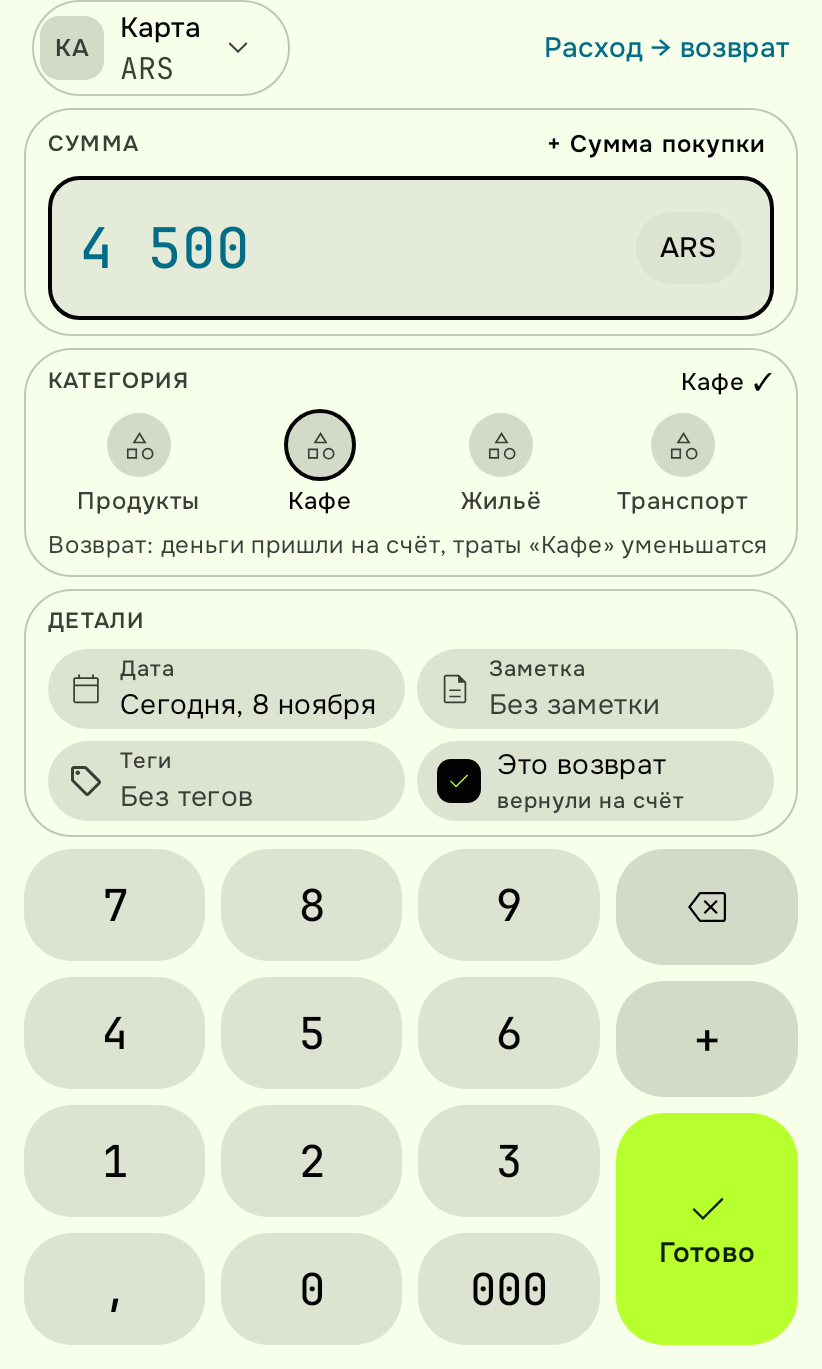 КА
Карта
ARS
Расход → возврат
СУММА
+ Сумма покупки
4 500
ARS
КАТЕГОРИЯ
Кафе ✓
Продукты
Кафе
Жильё
Транспорт
Возврат: деньги пришли на счёт, траты «Кафе» уменьшатся
ДЕТАЛИ
Дата
Сегодня, 8 ноября
Заметка
Без заметки
Теги
Без тегов
Это возврат
вернули на счёт
7
8
9
4
5
6
+
1
2
3
Готово
,
0
000